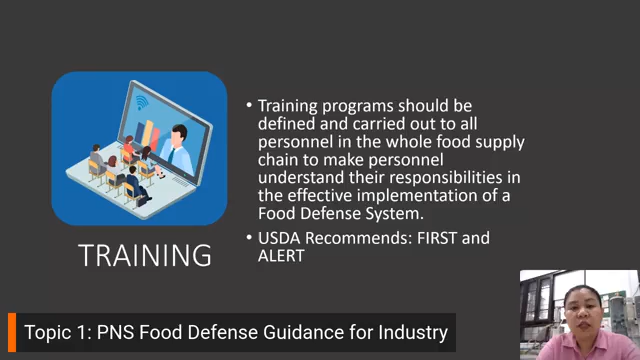 • Training programs should be
defined and carried out to all
personnel in the whole food supply
chain to make personnel
understand their responsibilities in
the effective implementation of a
Food Defense System.
• USDA Recommends: FIRST and
ALERT
TRAINING
Topic 1: PNS Food Defense Guidance for Industry